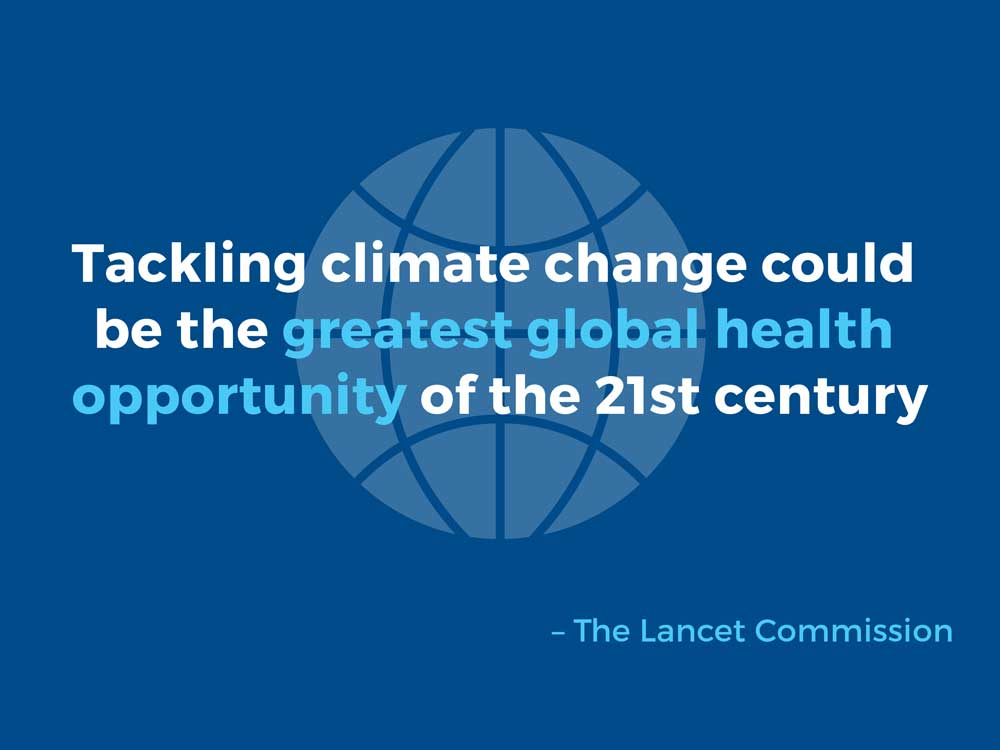 Tackling climate change could
be the greatest global health
opportunity of the 21st century
– The Lancet Commission